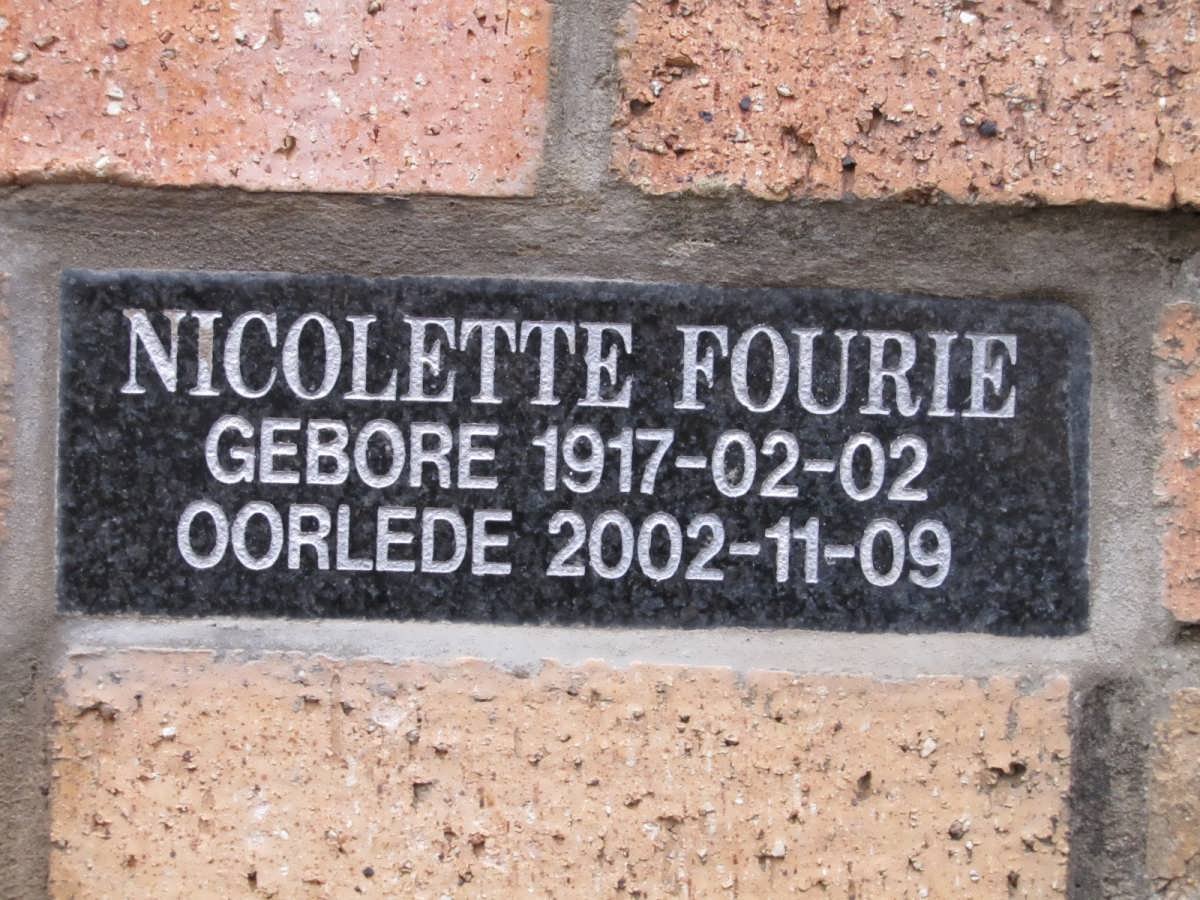 NICOLETTE FOURIE
GEBORE 1917-02-02
OORLEDE 2002-11-09